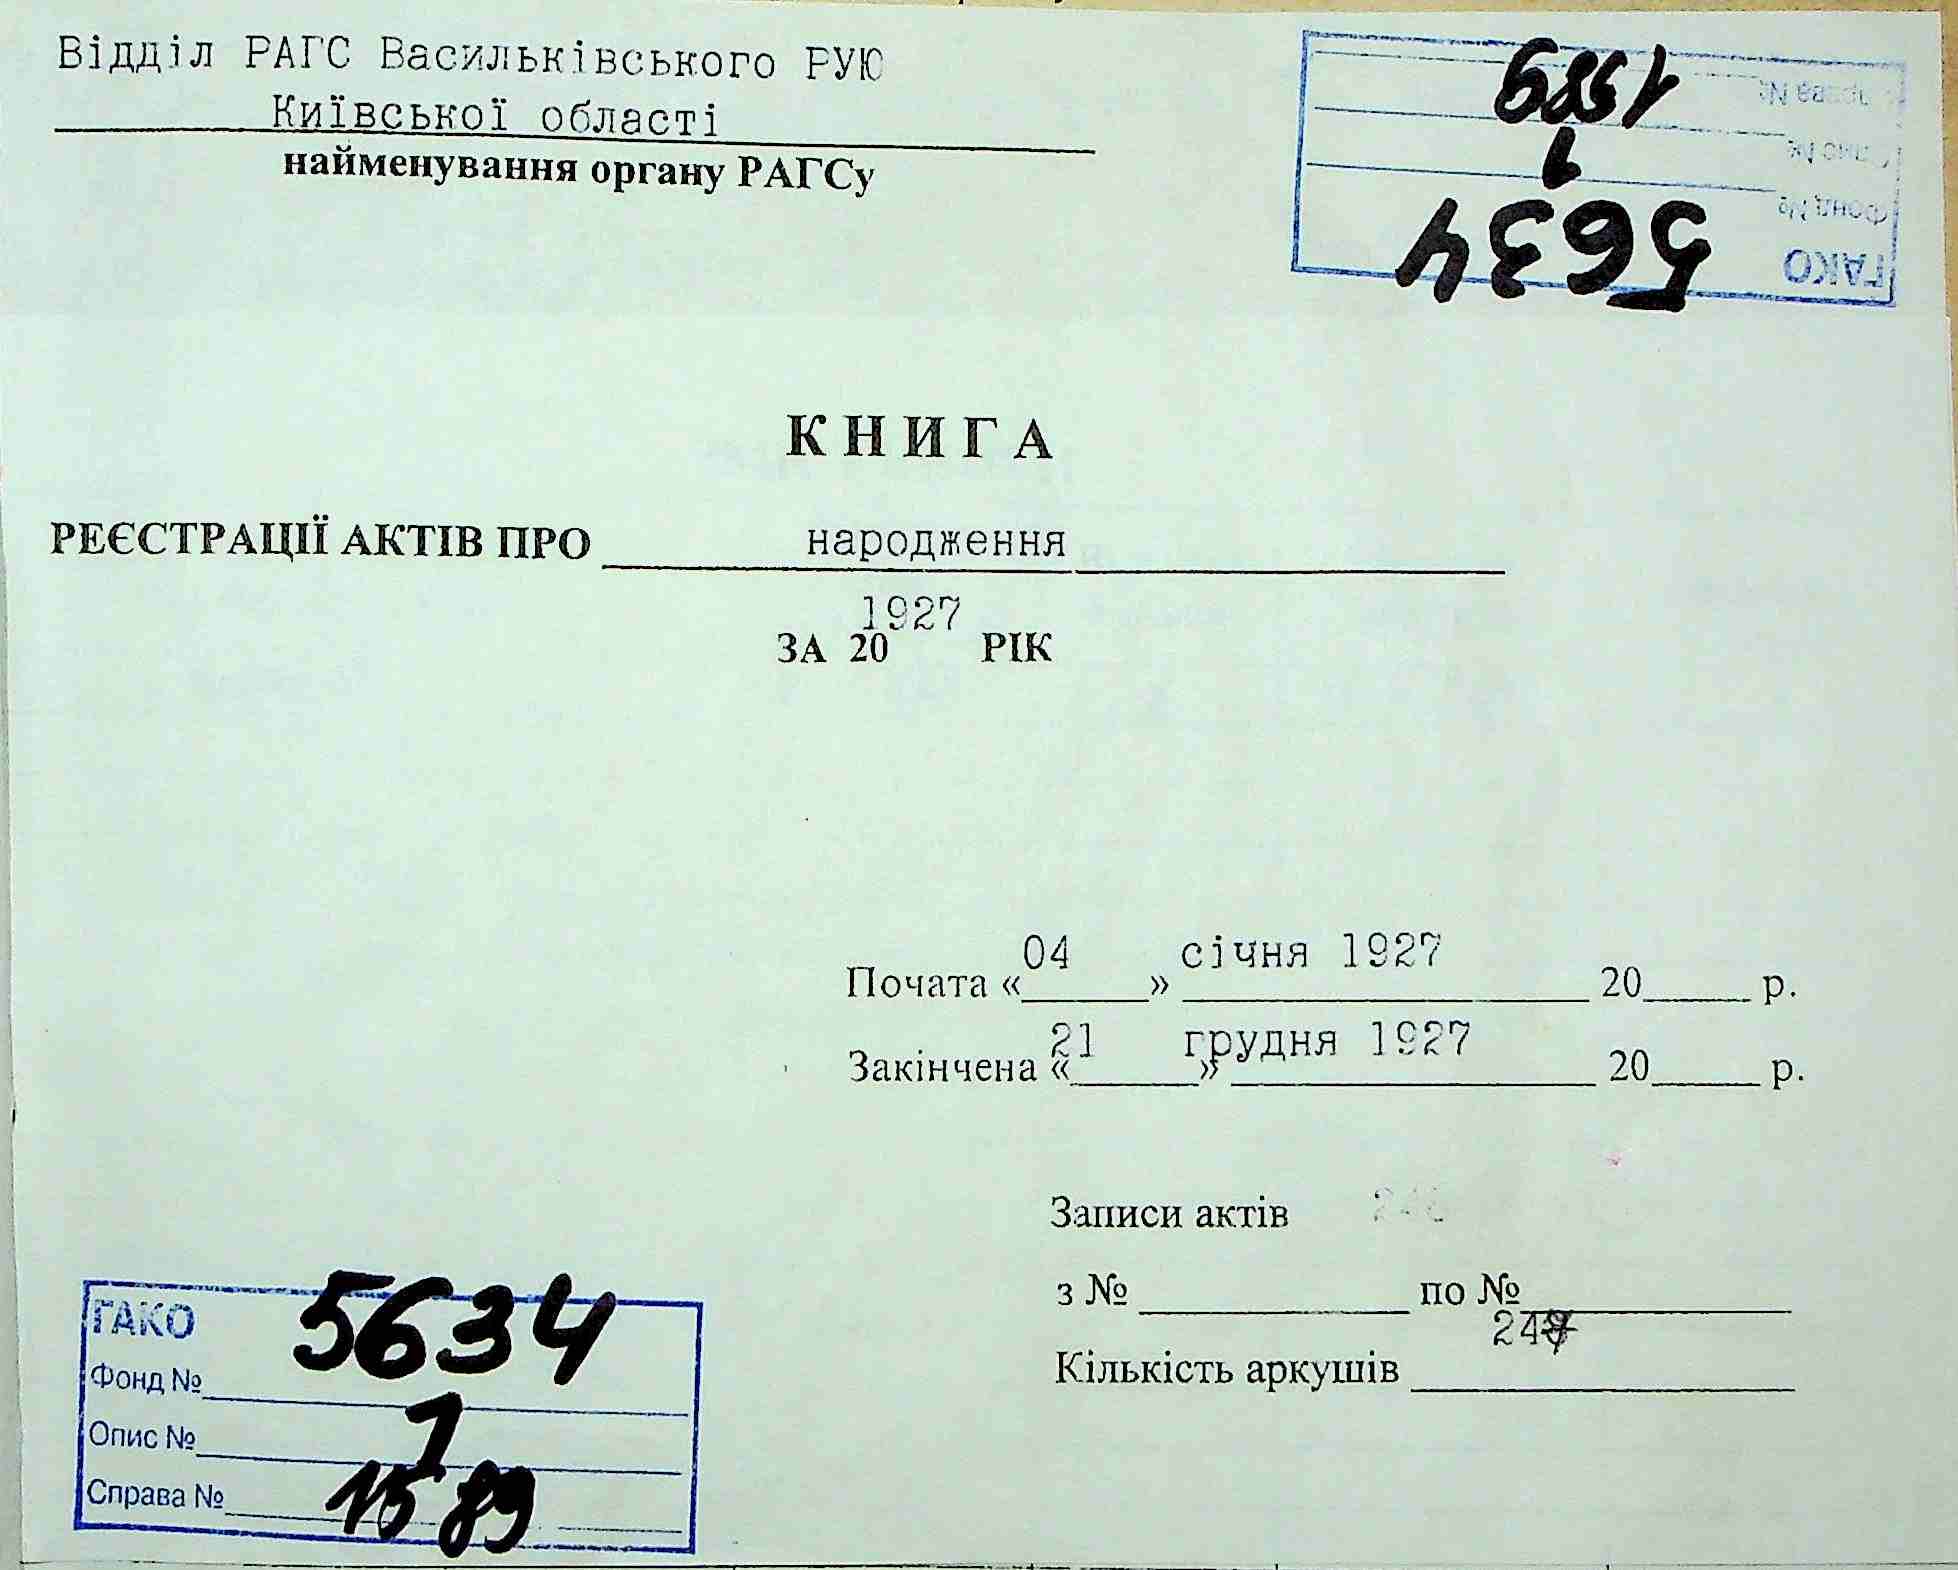 Відділ РАГС Васильківського РУЮ
Київської області
найменування органу РАГСу
ГАКО
Фонд № 5634
Опис № 1
Справа № 1589
КНИГА
РЕЄСТРАЦІЇ АКТІВ ПРО народження
1927
ЗА 20 РІК
Почата «04» січня 1927 20 р.
Закінчена «21» грудня 1927 20 р.
Записи актів
з № по №
Кількість аркушів
ГАКО
Фонд № 5634
Опис № 1
Справа № 1589